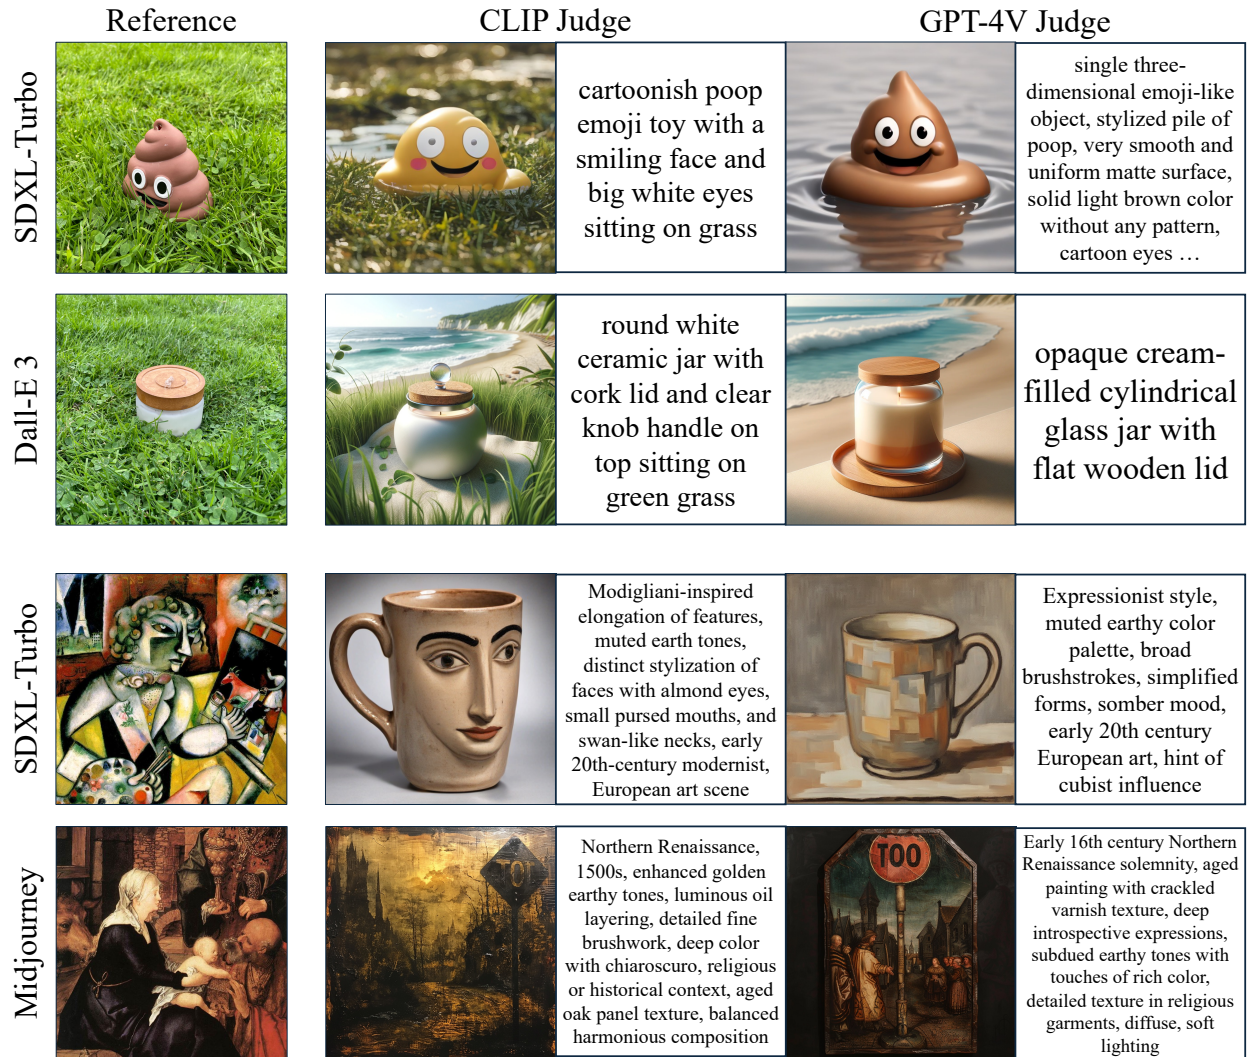 Reference
CLIP Judge
GPT-4V Judge
SDXL-Turbo
cartoonish poop
emoji toy with a
smiling face and
big white eyes
sitting on grass
single three-
dimensional emoji-like
object, stylized pile of
poop, very smooth and
uniform matte surface,
solid light brown color
without any pattern,
cartoon eyes …
Dall-E 3
round white
ceramic jar with
cork lid and clear
knob handle on
top sitting on
green grass
opaque cream-
filled cylindrical
glass jar with
flat wooden lid
SDXL-Turbo
Modigliani-inspired
elongation of features,
muted earth tones,
distinct stylization of
faces with almond eyes,
small pursed mouths, and
swan-like necks, early
20th-century modernist,
European art scene
Expressionist style,
muted earthy color
palette, broad
brushstrokes, simplified
forms, somber mood,
early 20th century
European art, hint of
cubist influence
Midjourney
Northern Renaissance,
1500s, enhanced golden
earthy tones, luminous oil
layering, detailed fine
brushwork, deep color
with chiaroscuro, religious
or historical context, aged
oak panel texture, balanced
harmonious composition
TOO
Early 16th century Northern
Renaissance solemnity, aged
painting with crackled
varnish texture, deep
introspective expressions,
subdued earthy tones with
touches of rich color,
detailed texture in religious
garments, diffuse, soft
lighting